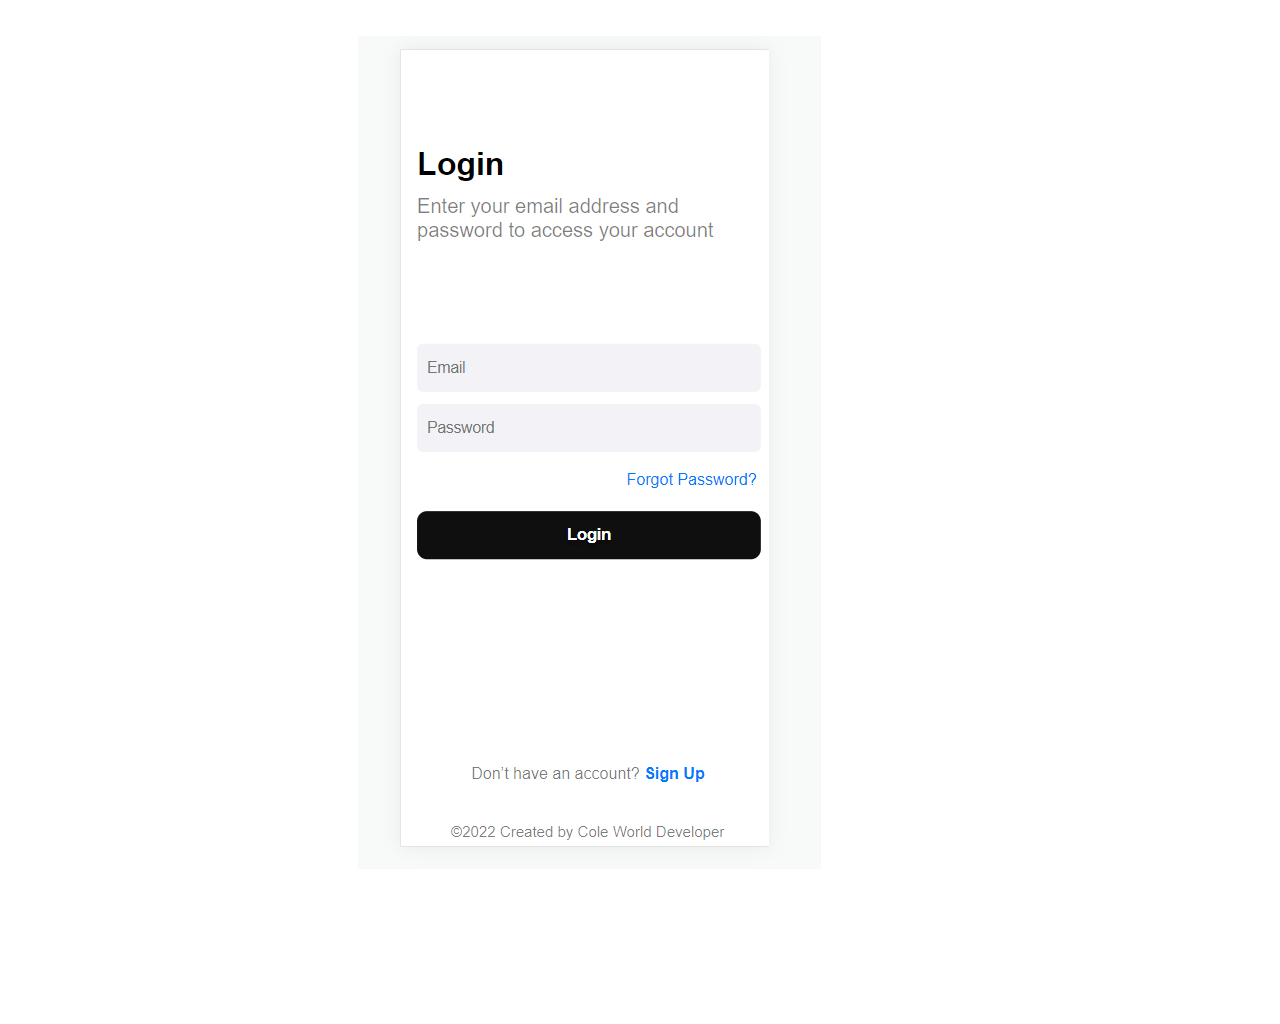 Login
Enter your email address and
password to access your account
Email
Password
Forgot Password?
Login
Don't have an account? Sign Up
©2022 Created by Cole World Developer